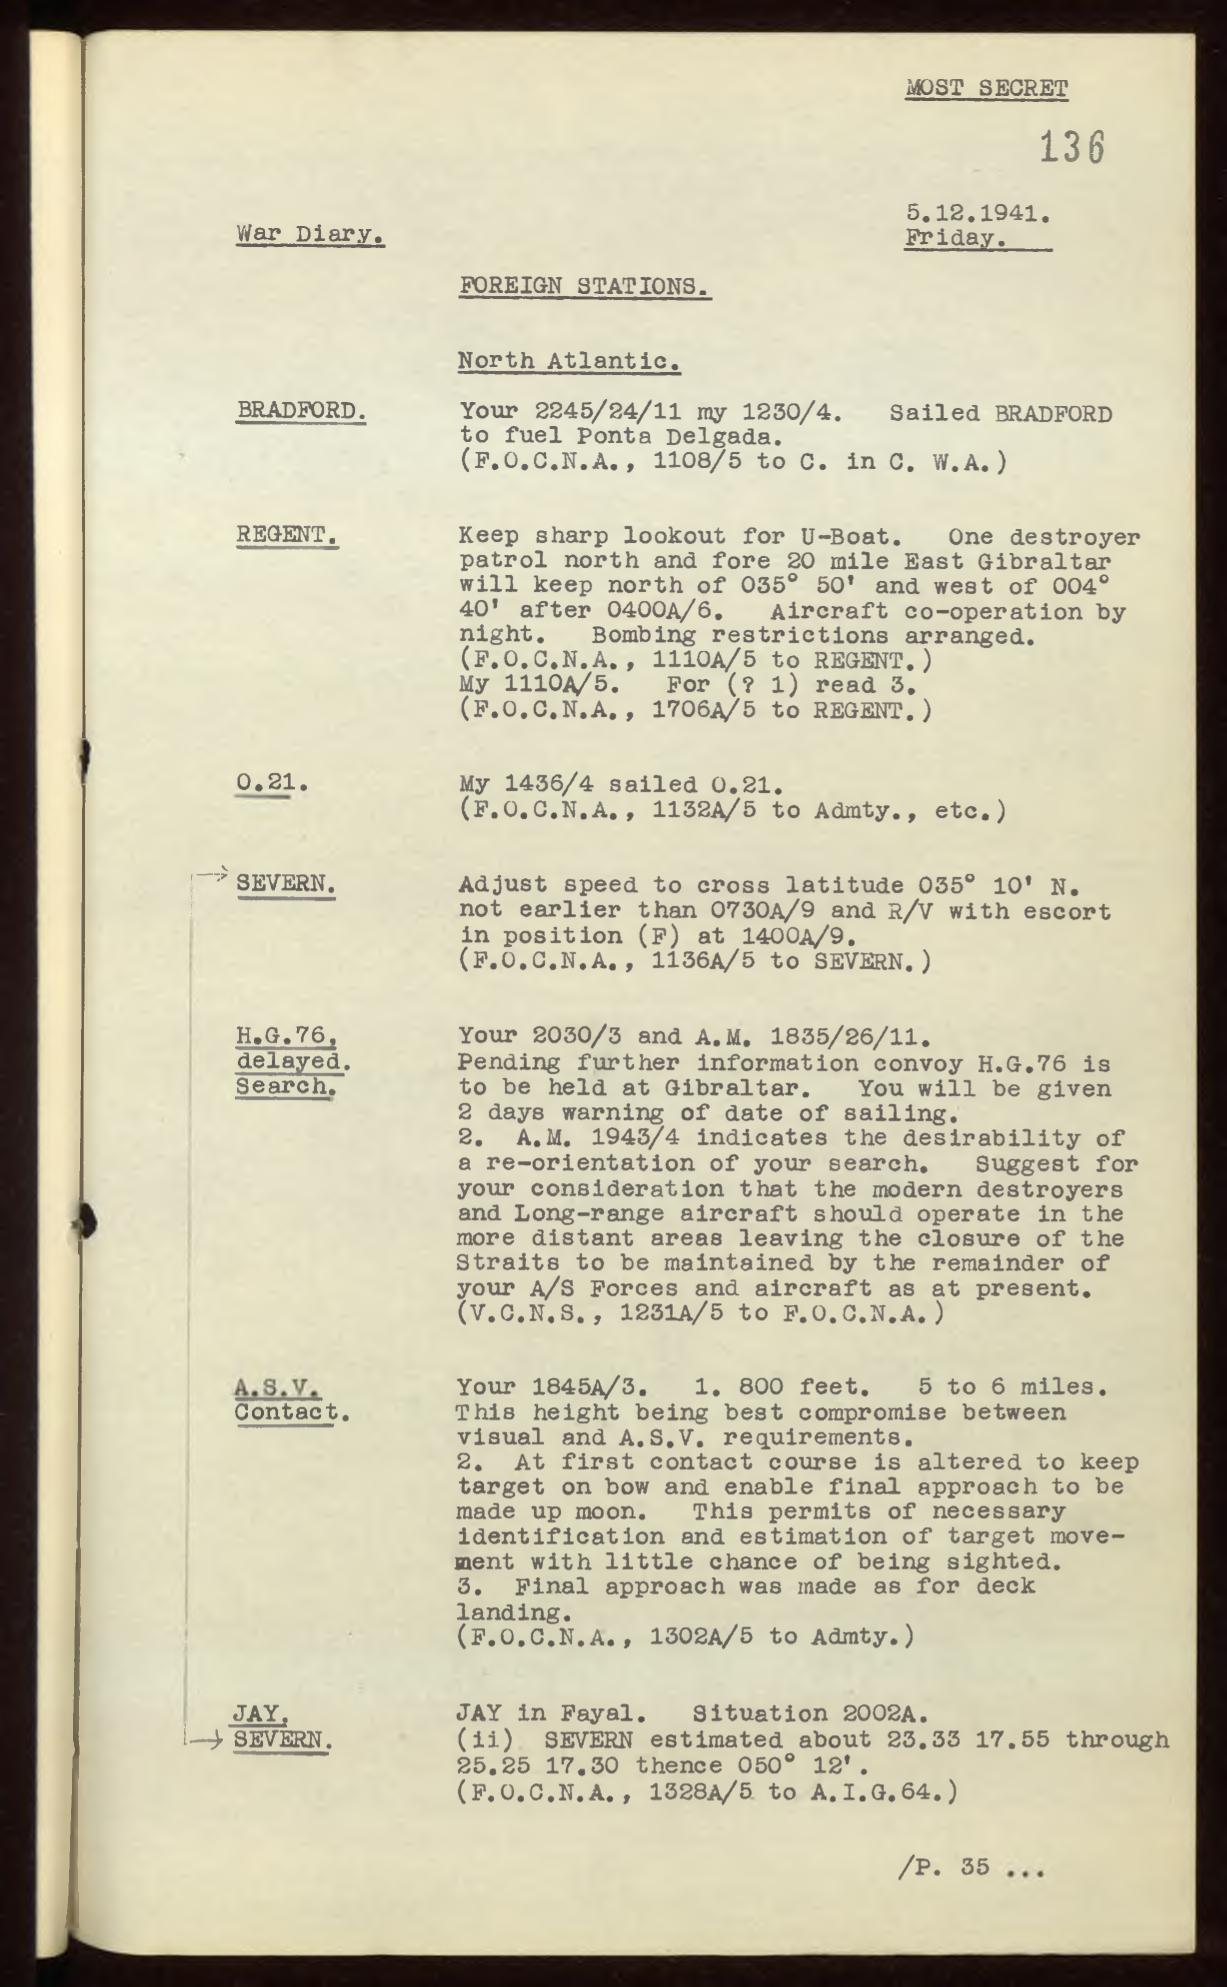 MOST SECRET
136
5.12.1941.
War Diary.
Friday.
FOREIGN STATIONS.
North Atlantic.
BRADFORD.
Your 2245/24/11 my 1230/4. Sailed BRADFORD
to fuel Ponta Delgada.
(F.O.C.N.A., 1108/5 to C. in C. W.A.)
REGENT.
Keep sharp lookout for U-Boat. One destroyer
patrol north and fore 20 mile East Gibraltar
will keep north of 035° 50' and west of 004°
40' after 0400A/6. Aircraft co-operation by
night. Bombing restrictions arranged.
(F.O.C.N.A., 1110A/5 to REGENT.)
My 1110A/5. For (? 1) read 3.
(F.O.C.N.A., 1706A/5 to REGENT.)
O.21.
My 1436/4 sailed O.21.
(F.O.C.N.A., 1132A/5 to Admty., etc.)
SEVERN.
Adjust speed to cross latitude 035° 10' N.
not earlier than 0730A/9 and R/V with escort
in position (F) at 1400A/9.
(F.O.C.N.A., 1136A/5 to SEVERN.)
H.G.76,
delayed.
Search.
Your 2030/3 and A.M. 1835/26/11.
Pending further information convoy H.G.76 is
to be held at Gibraltar. You will be given
2 days warning of date of sailing.
2. A.M. 1943/4 indicates the desirability of
a re-orientation of your search. Suggest for
your consideration that the modern destroyers
and Long-range aircraft should operate in the
more distant areas leaving the closure of the
Straits to be maintained by the remainder of
your A/S Forces and aircraft as at present.
(V.C.N.S., 1231A/5 to F.O.C.N.A.)
A.S.V.
Contact.
Your 1845A/3. 1. 800 feet. 5 to 6 miles.
This height being best compromise between
visual and A.S.V. requirements.
2. At first contact course is altered to keep
target on bow and enable final approach to be
made up moon. This permits of necessary
identification and estimation of target move-
ment with little chance of being sighted.
3. Final approach was made as for deck
landing.
(F.O.C.N.A., 1302A/5 to Admty.)
JAY,
SEVERN.
JAY in Fayal. Situation 2002A.
(ii) SEVERN estimated about 23.33 17.55 through
25.25 17.30 thence 050° 12'.
(F.O.C.N.A., 1328A/5 to A.I.G.64.)
/P. 35 ...